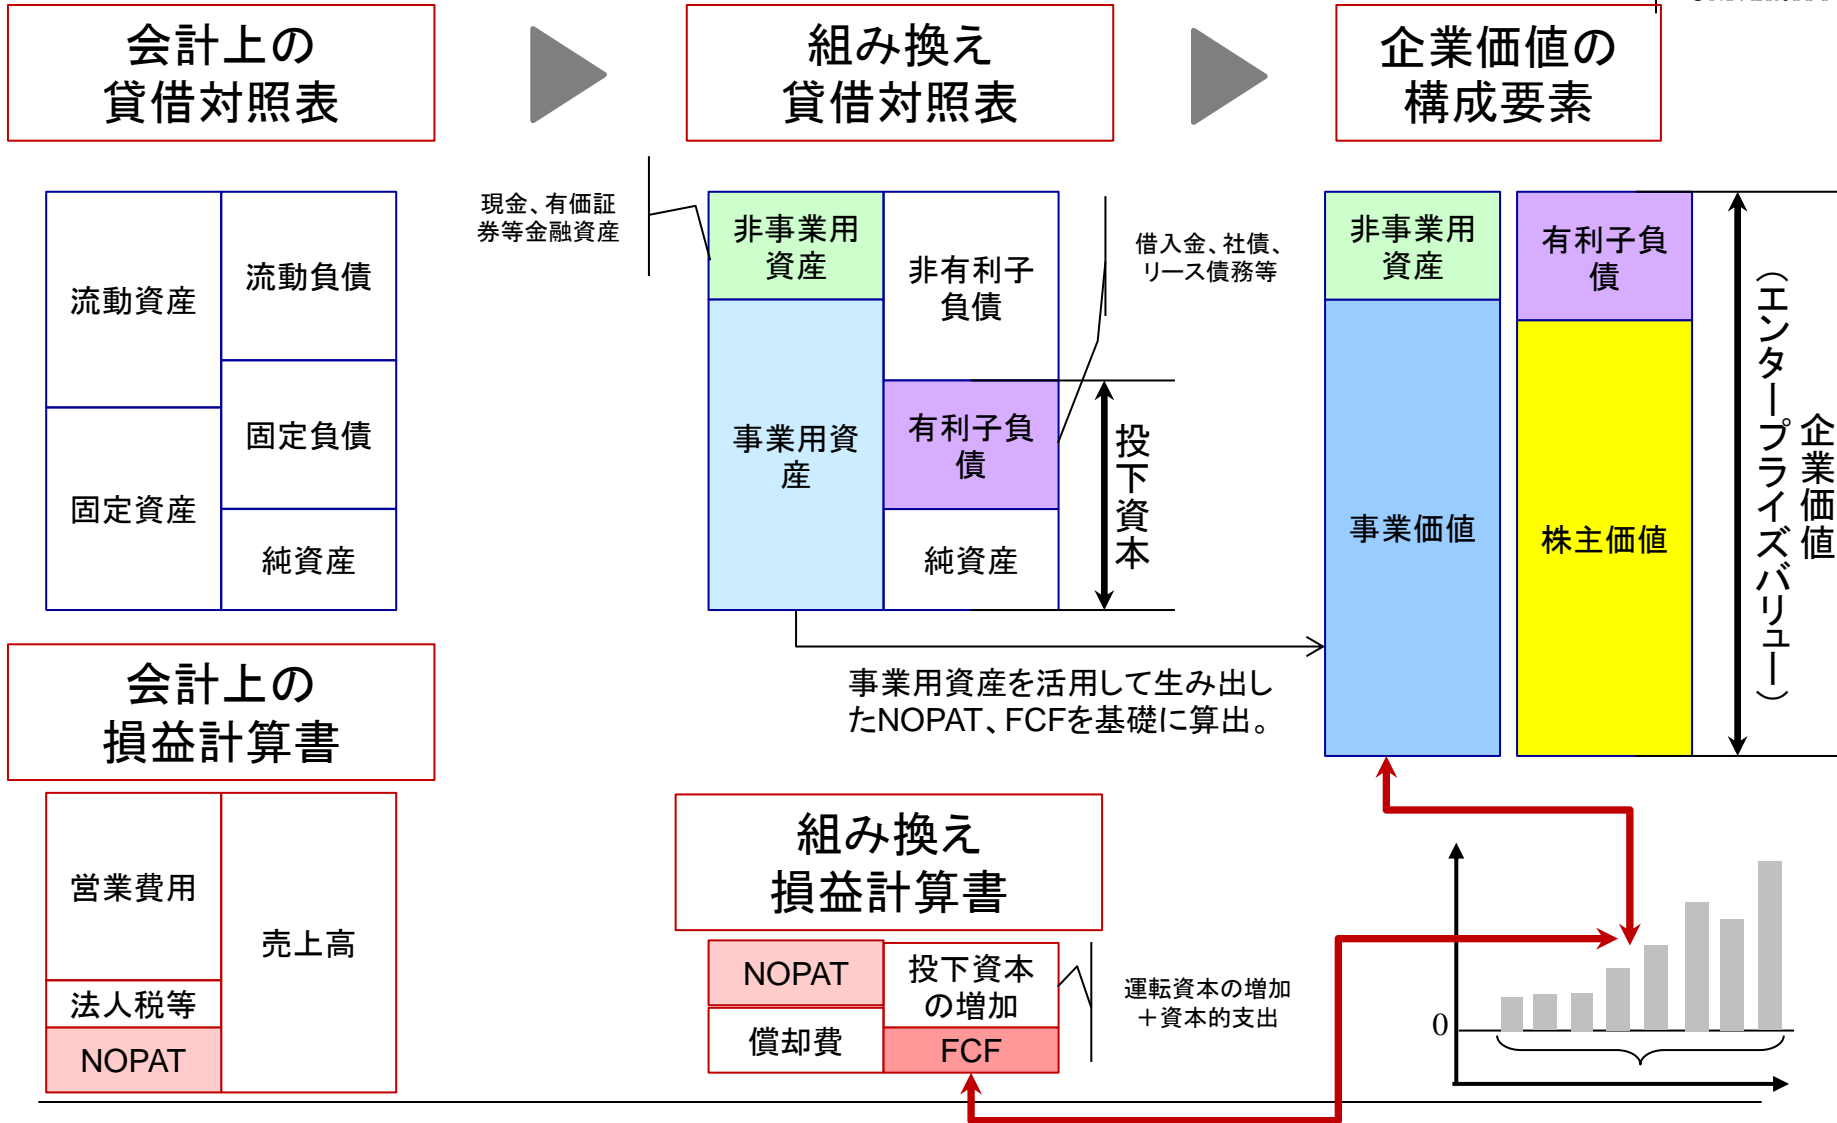 会計上の
貸借対照表
組み換え
貸借対照表
企業価値の
構成要素
流動資産
固定資産
流動負債
固定負債
純資産
現金、有価証
券等金融資産
非事業用
資産
事業用資
産
非有利子
負債
有利子負
債
純資産
借入金、社債、
リース債務等
投下資本
非事業用
資産
事業価値
有利子負
債
株主価値
企業価値
（エンタープライズバリュー）
事業用資産を活用して生み出し
たNOPAT、FCFを基礎に算出。
会計上の
損益計算書
営業費用
法人税等
NOPAT
売上高
組み換え
損益計算書
NOPAT
償却費
投下資本
の増加
FCF
運転資本の増加
＋資本的支出
0